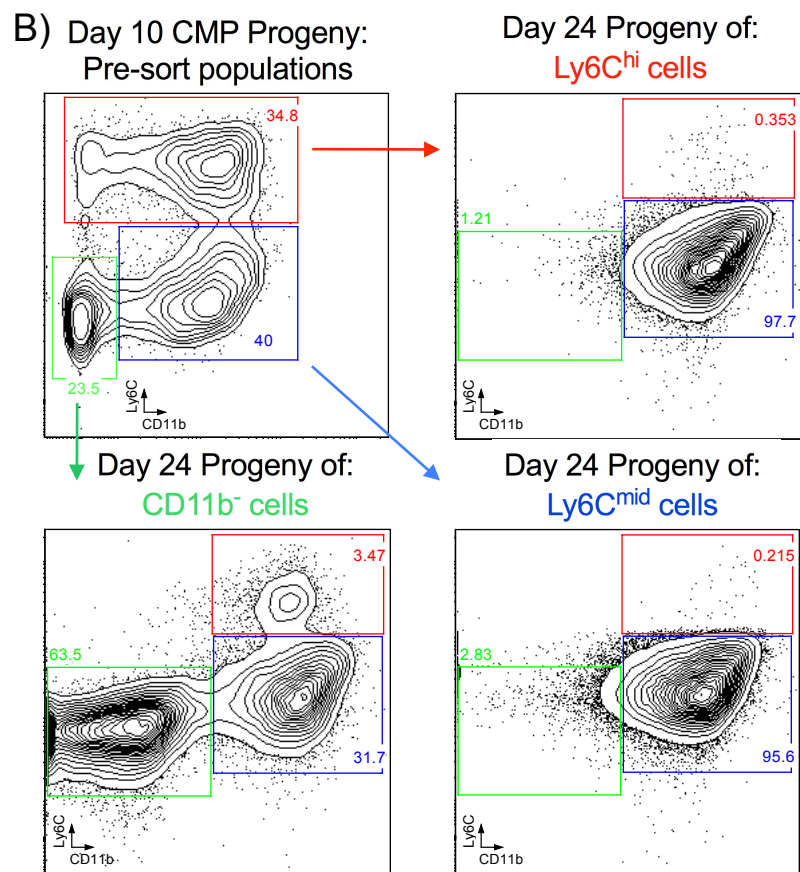 B)
Day 10 CMP Progeny:
Pre-sort populations
34.8
40
23.5
Ly6C
CD11b
Day 24 Progeny of:
Ly6Chi cells
0.353
1.21
97.7
Ly6C
CD11b
Day 24 Progeny of:
CD11b- cells
3.47
63.5
31.7
Ly6C
CD11b
Day 24 Progeny of:
Ly6Cmid cells
0.215
2.83
95.6
Ly6C
CD11b